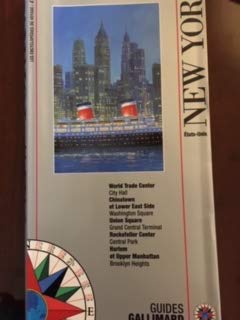 NEW YOR
États-Unis
World Trade Center
City Hall
Chinatown
et Lower East Side
Washington Square
Union Square
Grand Central Terminal
Rockefeller Center
Central Park
Harlem
et Upper Manhattan
Brooklyn Heights
E
GUIDES
GALLIMARD